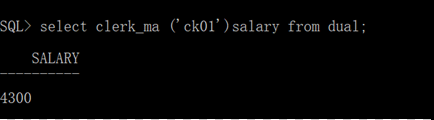 SQL> select clerk_ma ('ck01')salary from dual;
SALARY
----------
4300